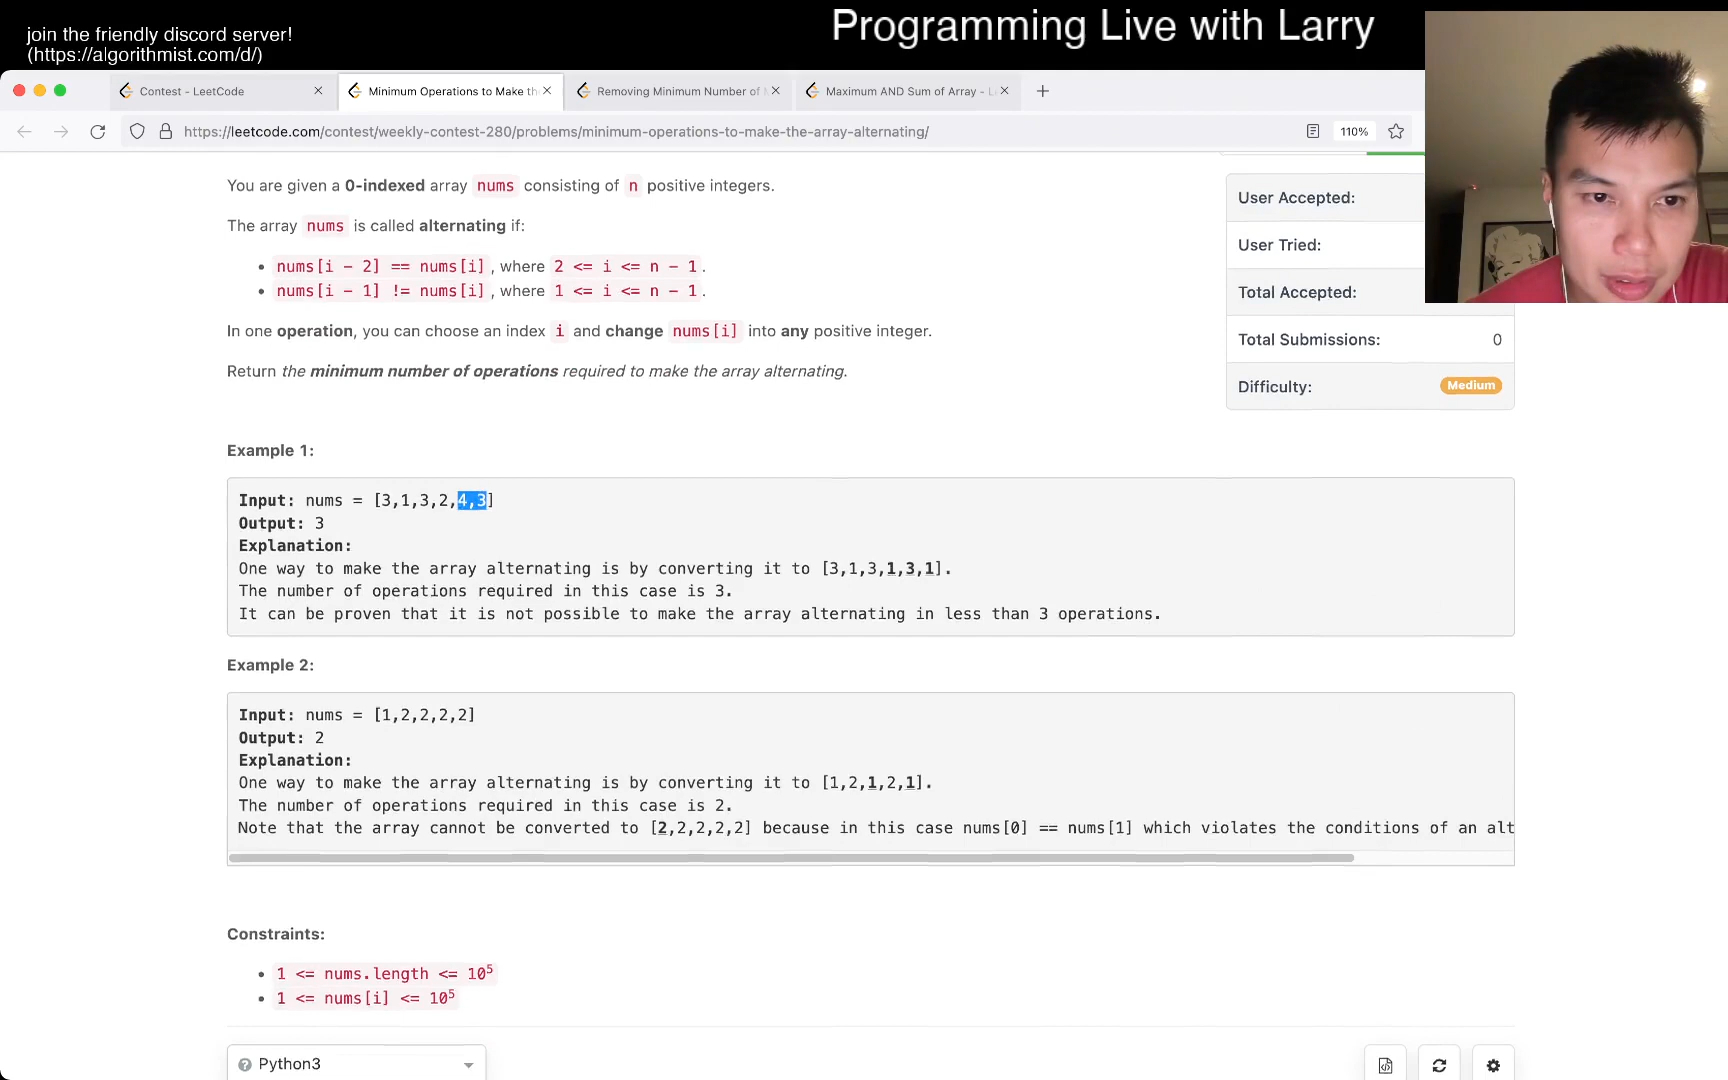 join the friendly discord server!
(https://algorithmist.com/d/)
Programming Live with Larry
Contest - LeetCode
Minimum Operations to Make th
Removing Minimum Number of
Maximum AND Sum of Array - L
https://leetcode.com/contest/weekly-contest-280/problems/minimum-operations-to-make-the-array-alternating/
110%
You are given a 0-indexed array nums consisting of n positive integers.
The array nums is called alternating if:
• nums[i - 2] == nums[i], where 2 <= i <= n - 1.
• nums[i - 1] != nums[i], where 1 <= i <= n - 1.
In one operation, you can choose an index i and change nums[i] into any positive integer.
Return the minimum number of operations required to make the array alternating.
User Accepted:
User Tried:
Total Accepted:
Total Submissions: 0
Difficulty: Medium
Example 1:
Input: nums = [3,1,3,2,4,3]
Output: 3
Explanation:
One way to make the array alternating is by converting it to [3,1,3,1,3,1].
The number of operations required in this case is 3.
It can be proven that it is not possible to make the array alternating in less than 3 operations.
Example 2:
Input: nums = [1,2,2,2,2]
Output: 2
Explanation:
One way to make the array alternating is by converting it to [1,2,1,2,1].
The number of operations required in this case is 2.
Note that the array cannot be converted to [2,2,2,2,2] because in this case nums[0] == nums[1] which violates the conditions of an alt
Constraints:
• 1 <= nums.length <= 10⁵
• 1 <= nums[i] <= 10⁵
Python3